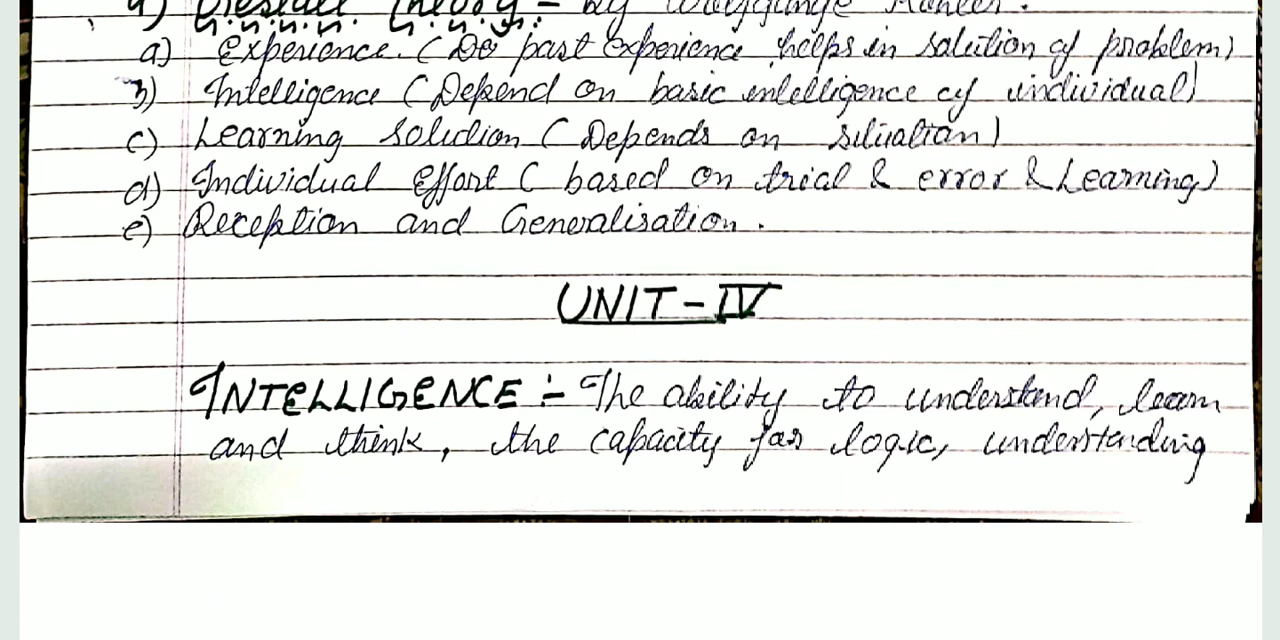 Theory :- by
a) Experience. (Do past experience helps in solution of problem)
b) Intelligence (Depend on basic intelligence of individual)
c) Learning Solution (Depends on situation)
d) Individual effort ( based on trial & error & Learning)
e) Reception and Generalisation.
UNIT-IV
INTELLIGENCE :- The ability to understand, learn
and think, the capacity for logic, understanding